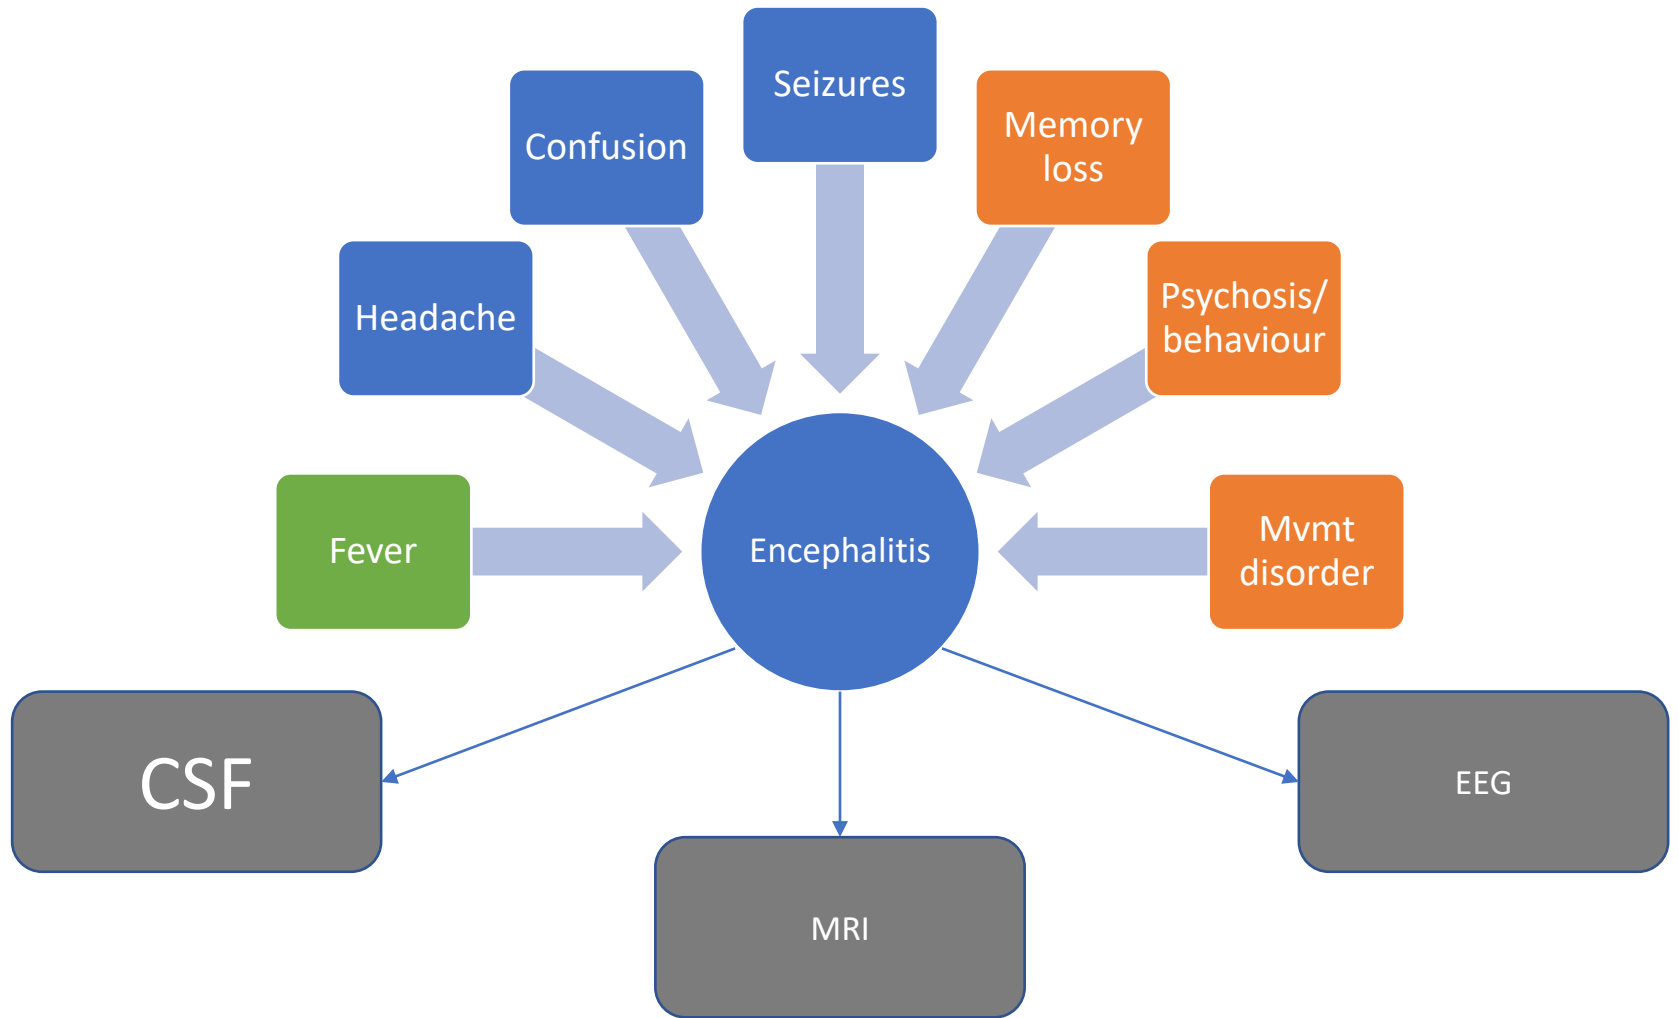 Seizures
Confusion
Memory
loss
Headache
Psychosis/
behaviour
Fever
Encephalitis
Mvmt
disorder
CSF
EEG
MRI